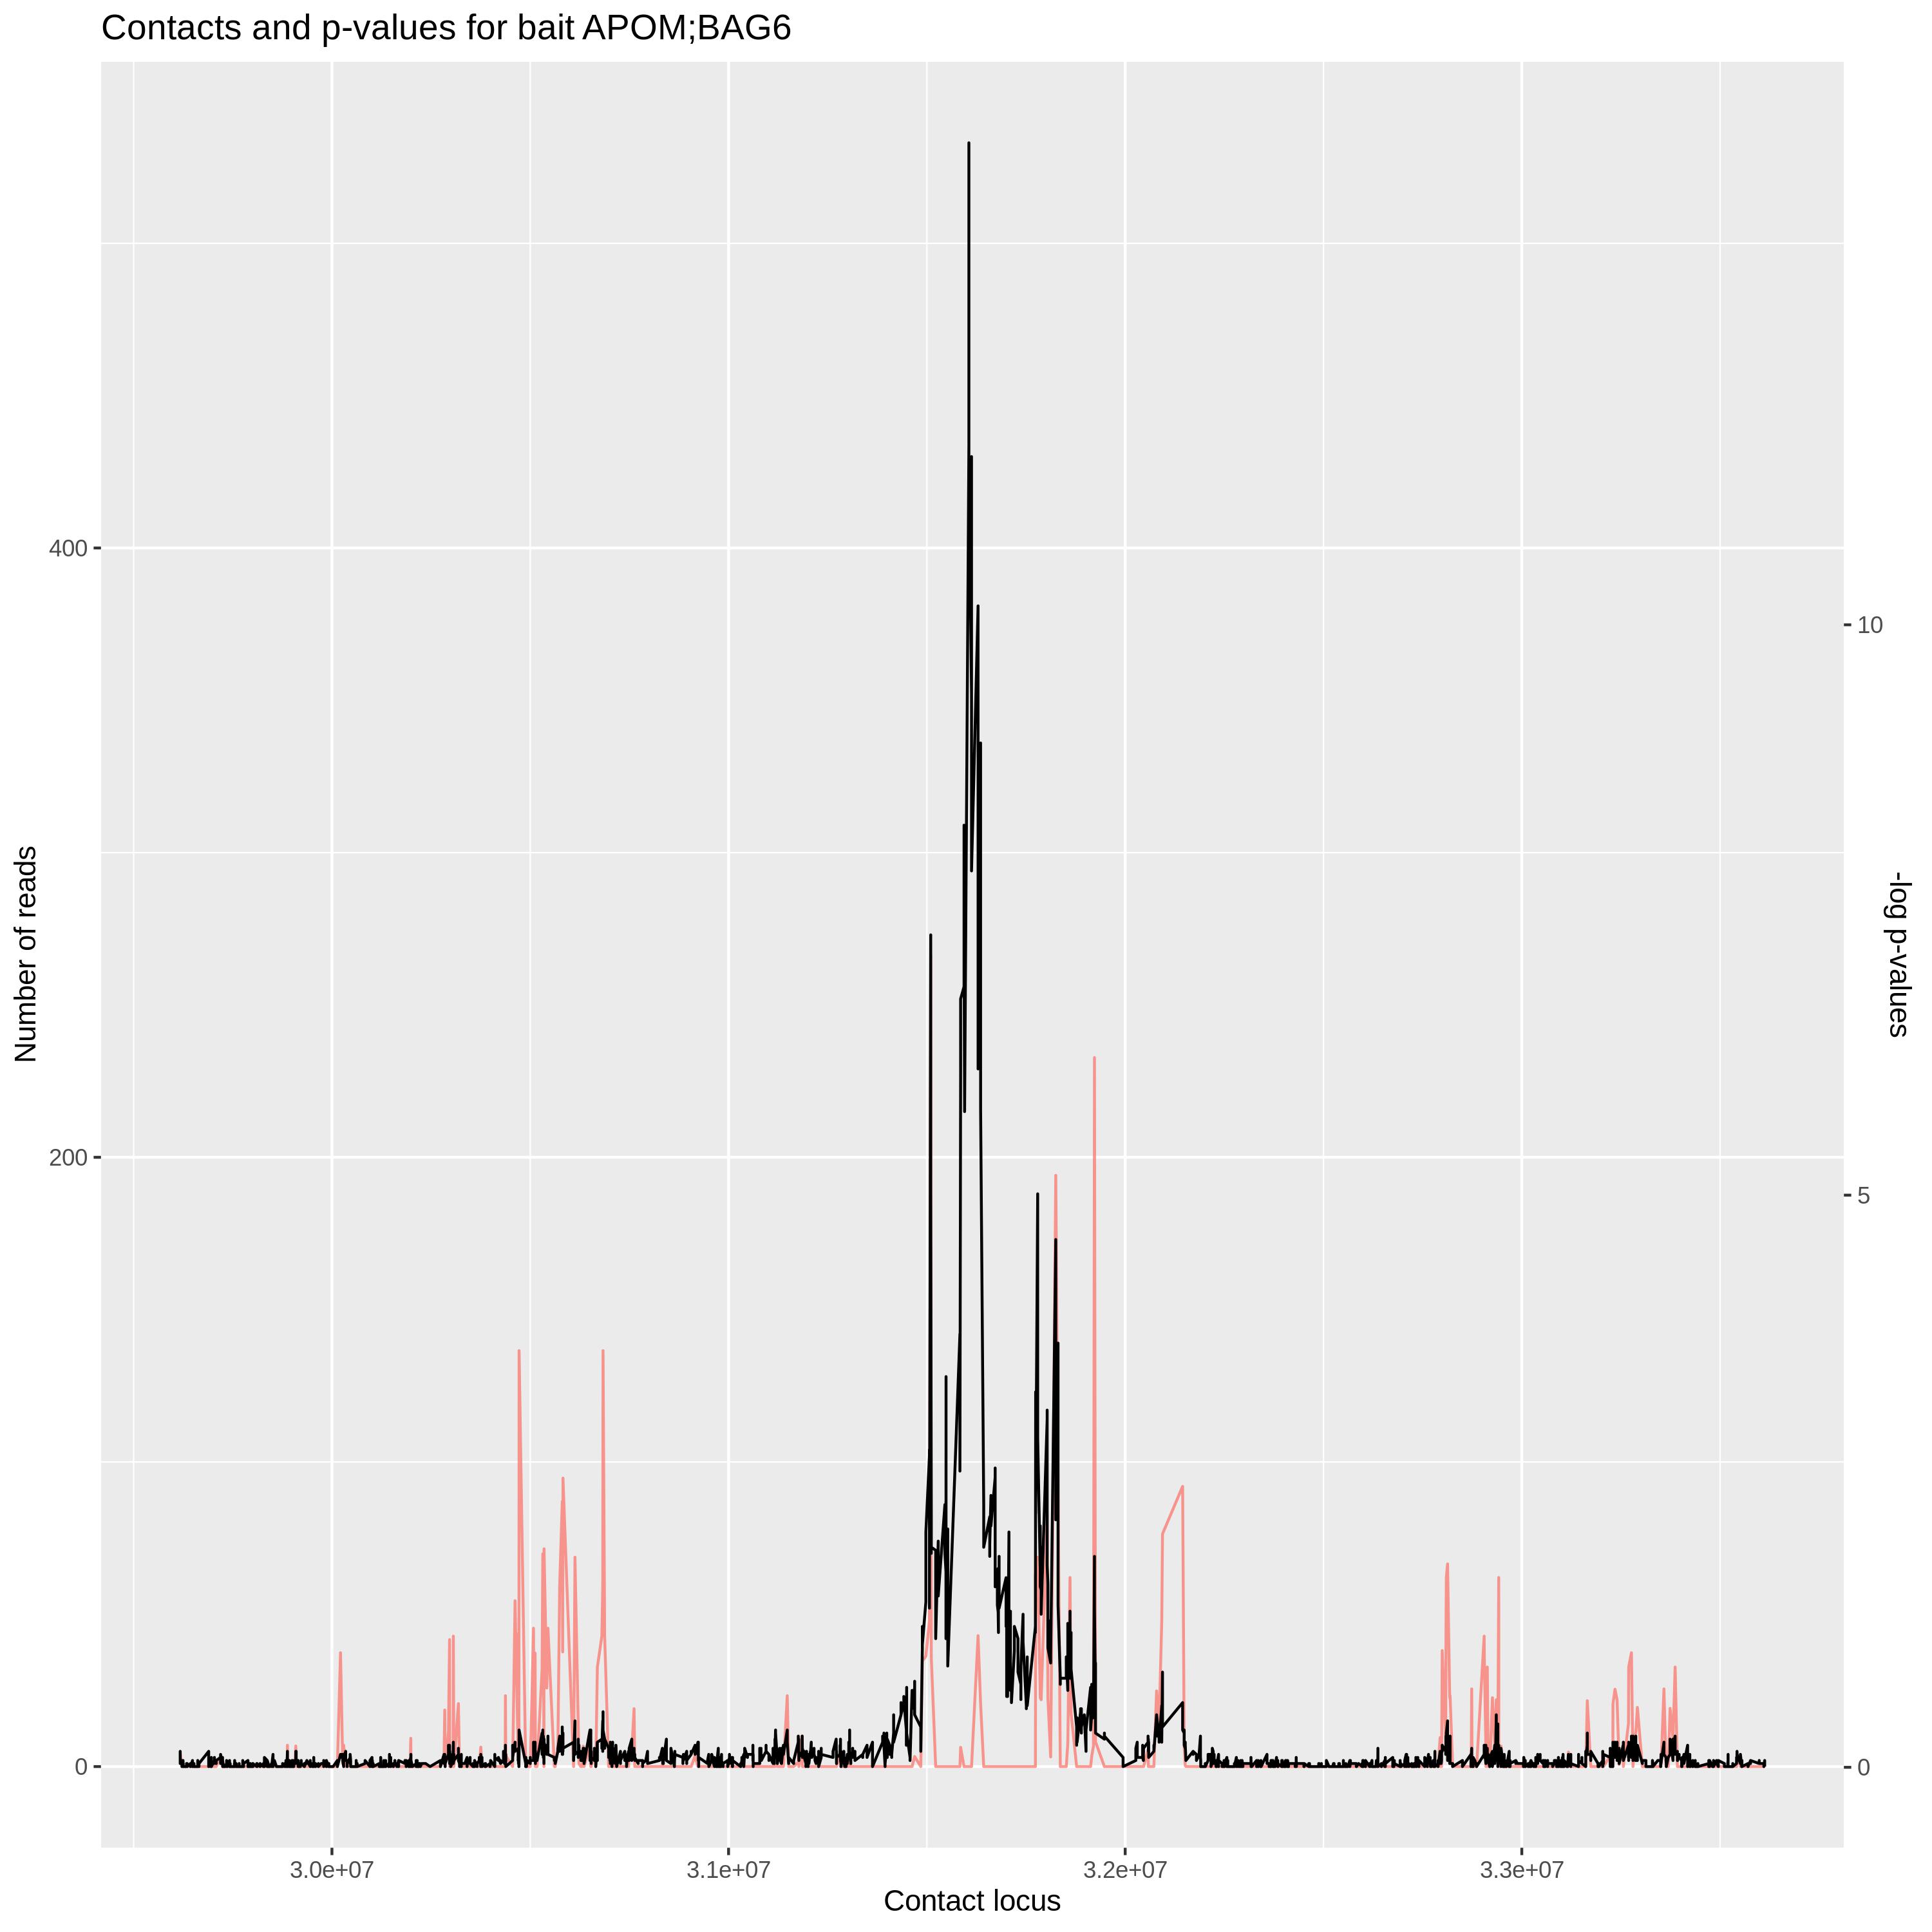 Contacts and p-values for bait APOM;BAG6
Number of reads
400
200
0
10
5
0
-log p-values
3.0e+07
3.1e+07
3.2e+07
3.3e+07
Contact locus